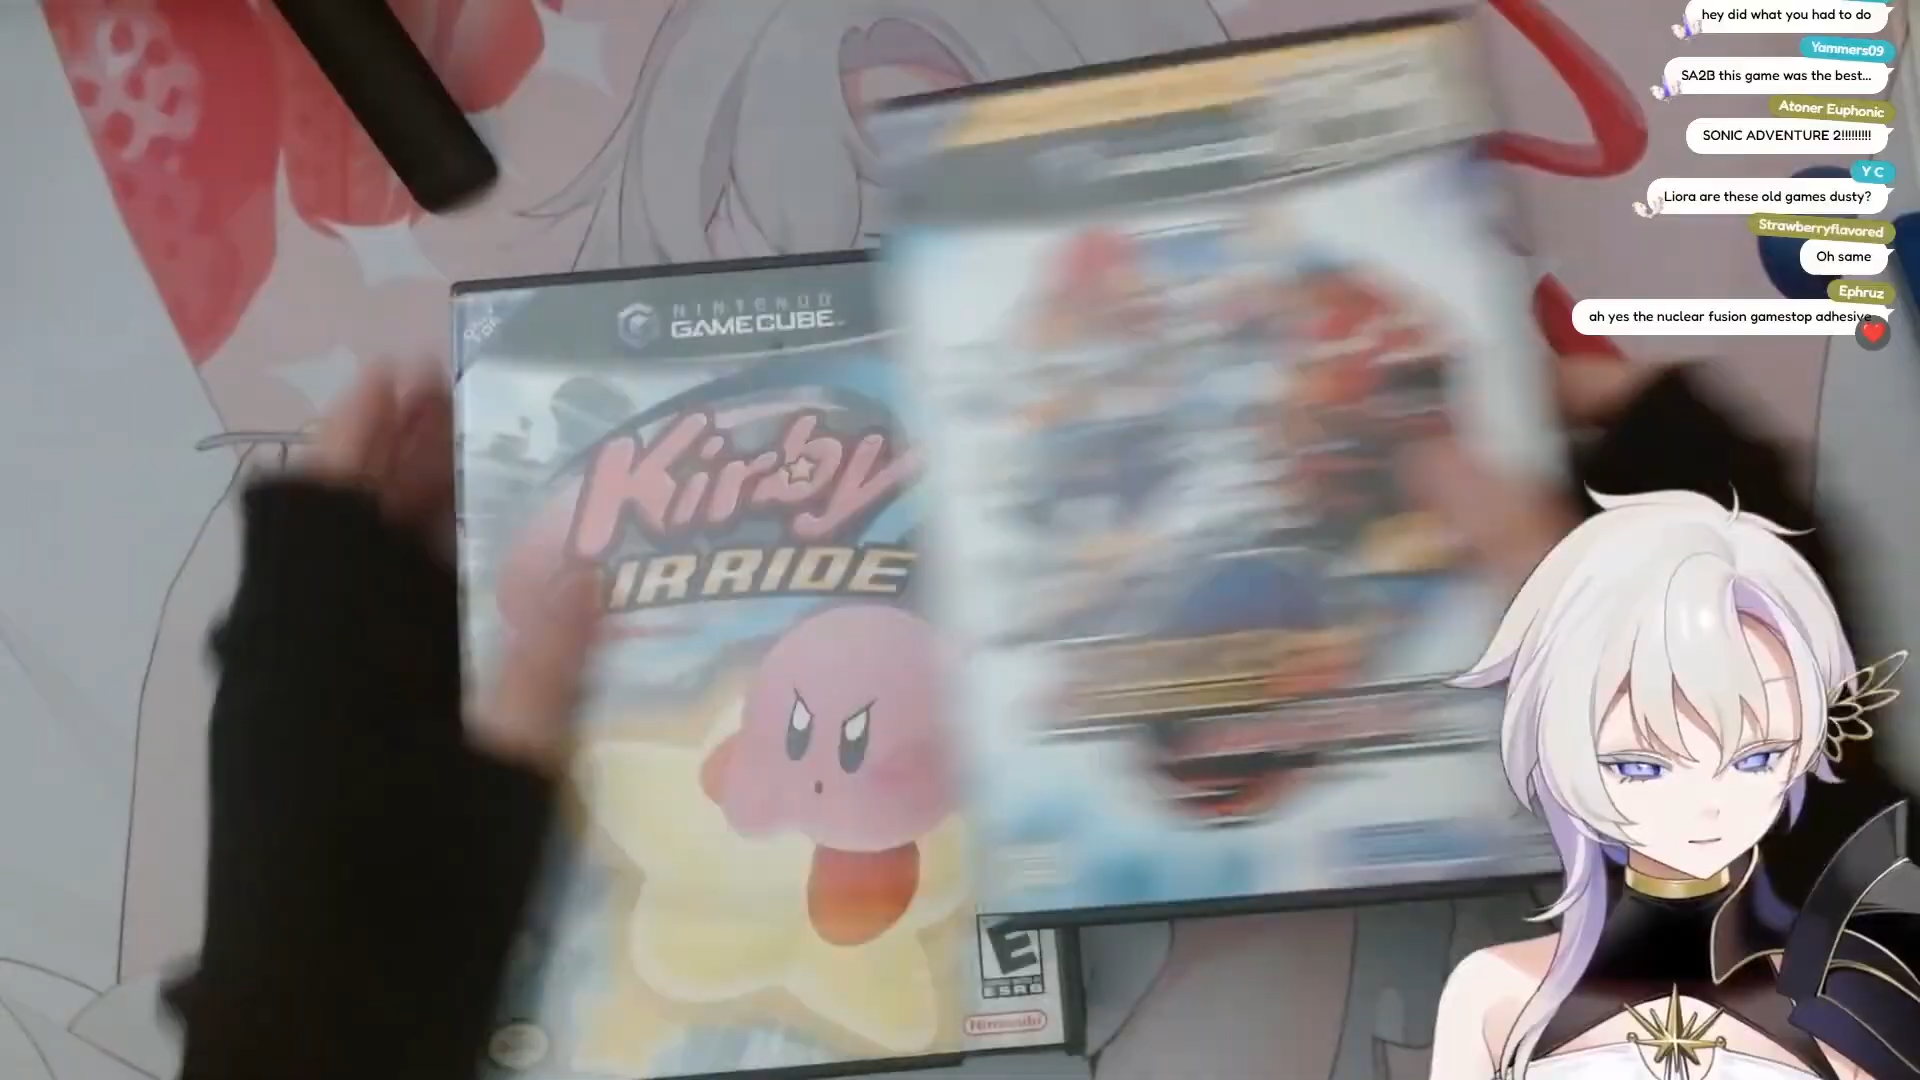 hey did what you had to do
Yammers09
SA2B this game was the best...
Atoner Euphonic
SONIC ADVENTURE 2!!!!!!!!!
Y C
Liora are these old games dusty?
Strawberryflavored
Oh same
Ephruz
ah yes the nuclear fusion gamestop adhesive
NINTENDO
GAMECUBE
Kirby
AIR RIDE
E
ESRB
Nintendo